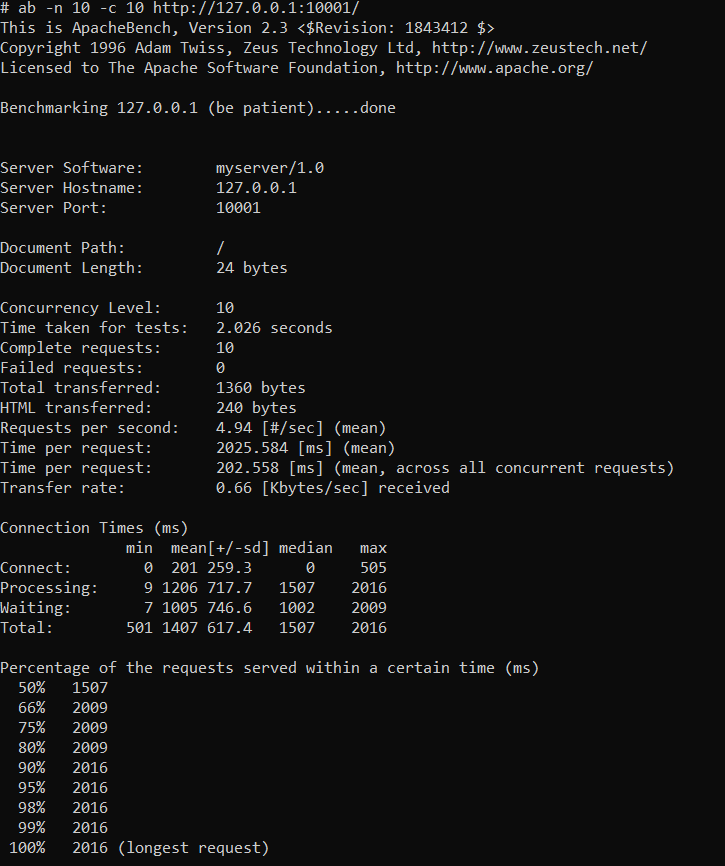 # ab -n 10 -c 10 http://127.0.0.1:10001/
This is ApacheBench, Version 2.3 <$Revision: 1843412 $>
Copyright 1996 Adam Twiss, Zeus Technology Ltd, http://www.zeustech.net/
Licensed to The Apache Software Foundation, http://www.apache.org/

Benchmarking 127.0.0.1 (be patient).....done


Server Software:        myserver/1.0
Server Hostname:        127.0.0.1
Server Port:            10001

Document Path:          /
Document Length:        24 bytes

Concurrency Level:      10
Time taken for tests:   2.026 seconds
Complete requests:      10
Failed requests:        0
Total transferred:      1360 bytes
HTML transferred:       240 bytes
Requests per second:    4.94 [#/sec] (mean)
Time per request:       2025.584 [ms] (mean)
Time per request:       202.558 [ms] (mean, across all concurrent requests)
Transfer rate:          0.66 [Kbytes/sec] received

Connection Times (ms)
              min  mean[+/-sd] median   max
Connect:        0  201 259.3      0     505
Processing:     9 1206 717.7   1507    2016
Waiting:        7 1005 746.6   1002    2009
Total:        501 1407 617.4   1507    2016

Percentage of the requests served within a certain time (ms)
  50%   1507
  66%   2009
  75%   2009
  80%   2009
  90%   2016
  95%   2016
  98%   2016
  99%   2016
 100%   2016 (longest request)